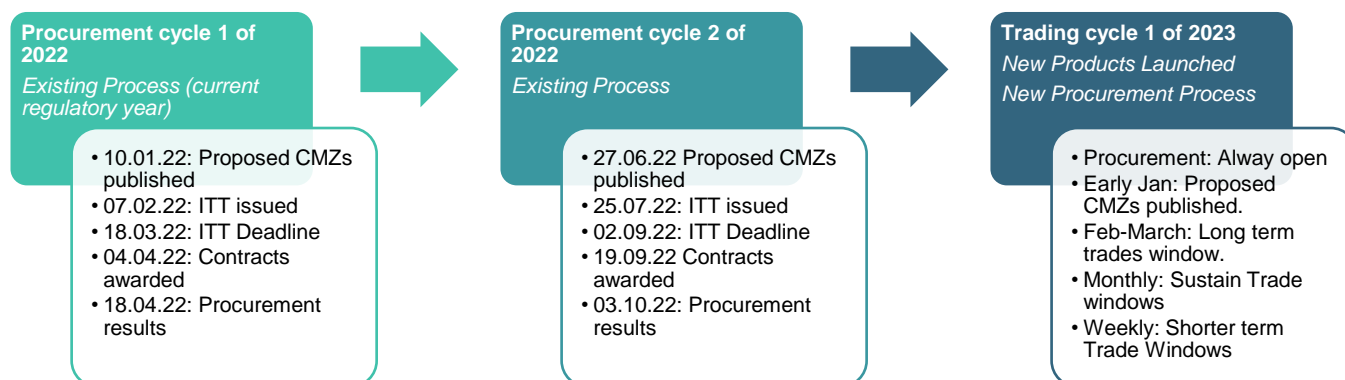 Procurement cycle 1 of
2022
Existing Process (current
regulatory year)
• 10.01.22: Proposed CMZs
published
• 07.02.22: ITT issued
• 18.03.22: ITT Deadline
• 04.04.22: Contracts
awarded
• 18.04.22: Procurement
results
Procurement cycle 2 of
2022
Existing Process
• 27.06.22 Proposed CMZs
published
• 25.07.22: ITT issued
• 02.09.22: ITT Deadline
• 19.09.22 Contracts
awarded
• 03.10.22: Procurement
results
Trading cycle 1 of 2023
New Products Launched
New Procurement Process
• Procurement: Alway open
• Early Jan: Proposed
CMZs published.
• Feb-March: Long term
trades window.
• Monthly: Sustain Trade
windows
• Weekly: Shorter term
Trade Windows